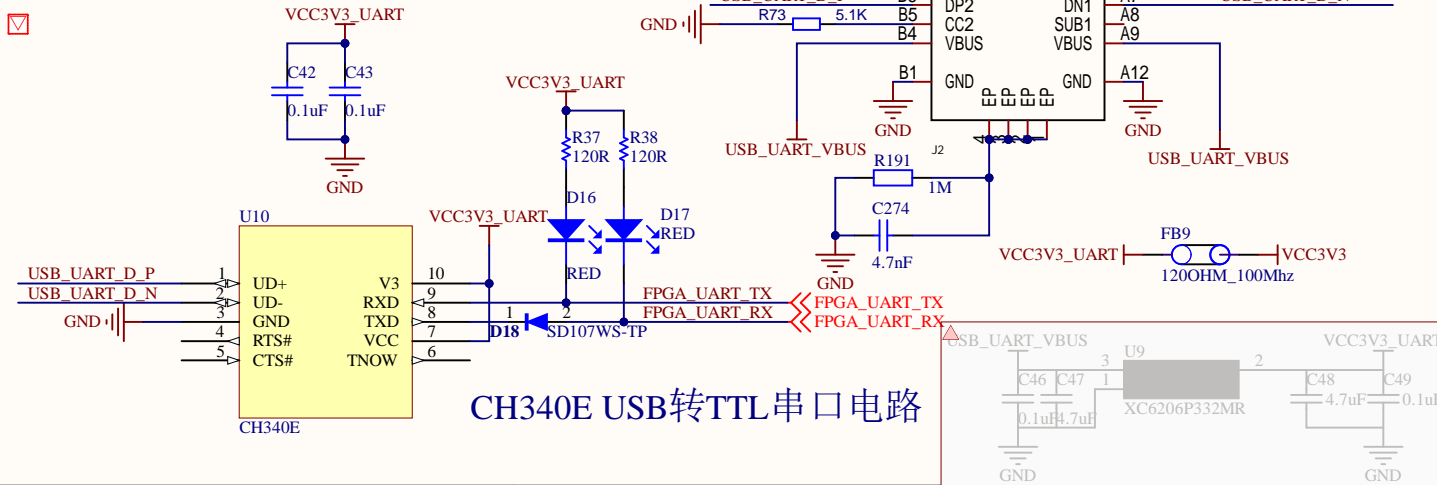 VCC3V3_UART
C42
C43
0.1uF
0.1uF
GND
VCC3V3_UART
R37
120R
R38
120R
D16
RED
D17
RED
GND
R73
5.1K
B5
B4
B1
DP2
CC2
VBUS
GND
DN1
SUB1
VBUS
GND
A8
A9
A12
EP
EP
EP
EP
4
GND
GND
USB_UART_VBUS
USB_UART_VBUS
J2
R191
1M
C274
4.7nF
GND
VCC3V3_UART
FB9
VCC3V3
120OHM_100Mhz
U10
VCC3V3_UART
USB_UART_D_P
USB_UART_D_N
GND
1
2
3
4
5
UD+
UD-
GND
RTS#
CTS#
V3
RXD
TXD
VCC
TNOW
10
9
8
7
6
CH340E
1
D18
2
SD107WS-TP
FPGA_UART_TX
FPGA_UART_RX
FPGA_UART_TX
FPGA_UART_RX
CH340E USB转TTL串口电路
USB_UART_VBUS
C46
C47
0.1uF
4.7uF
GND
3
1
U9
2
XC6206P332MR
VCC3V3_UART
C48
C49
4.7uF
0.1uF
GND